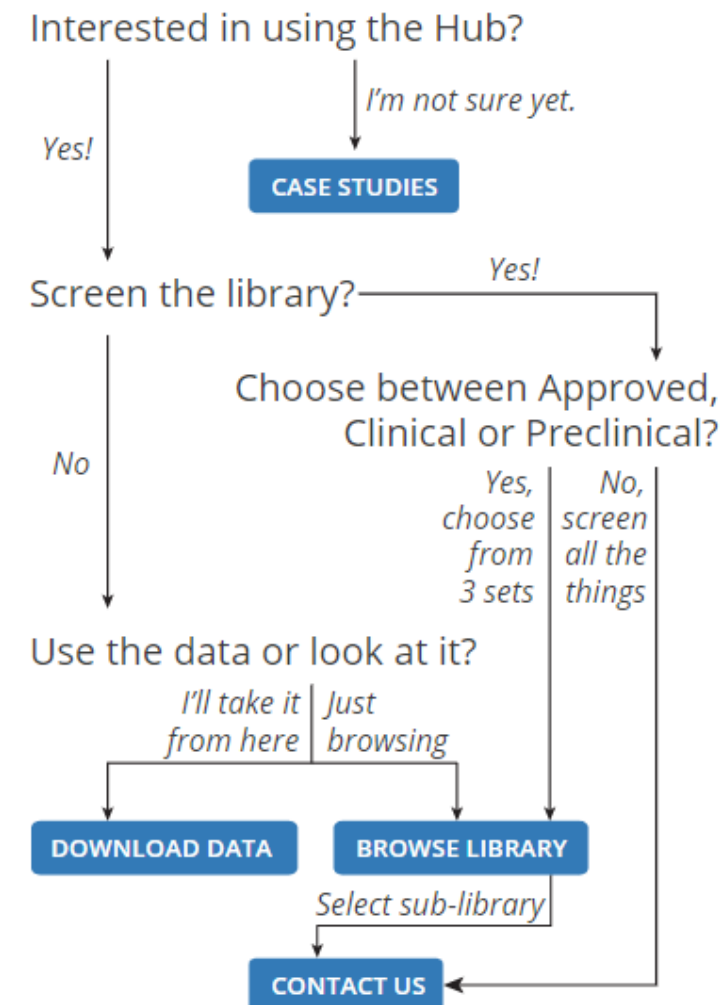 Interested in using the Hub?
I'm not sure yet.
Yes!
CASE STUDIES
Yes!
Screen the library?
Choose between Approved,
Clinical or Preclinical?
No
Yes,
choose
from
3 sets
No,
screen
all the
things
Use the data or look at it?
I'll take it
from here
Just
browsing
DOWNLOAD DATA
BROWSE LIBRARY
Select sub-library
CONTACT US